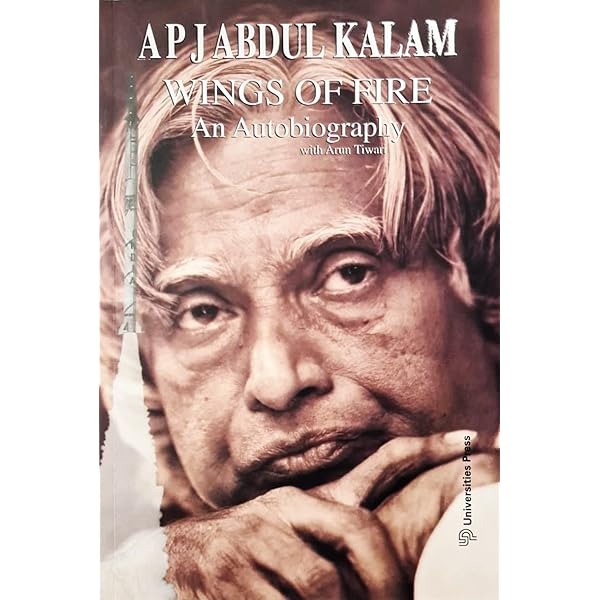 A P J ABDUL KALAM
WINGS OF FIRE
An Autobiography
with Arun Tiwari
Universities Press